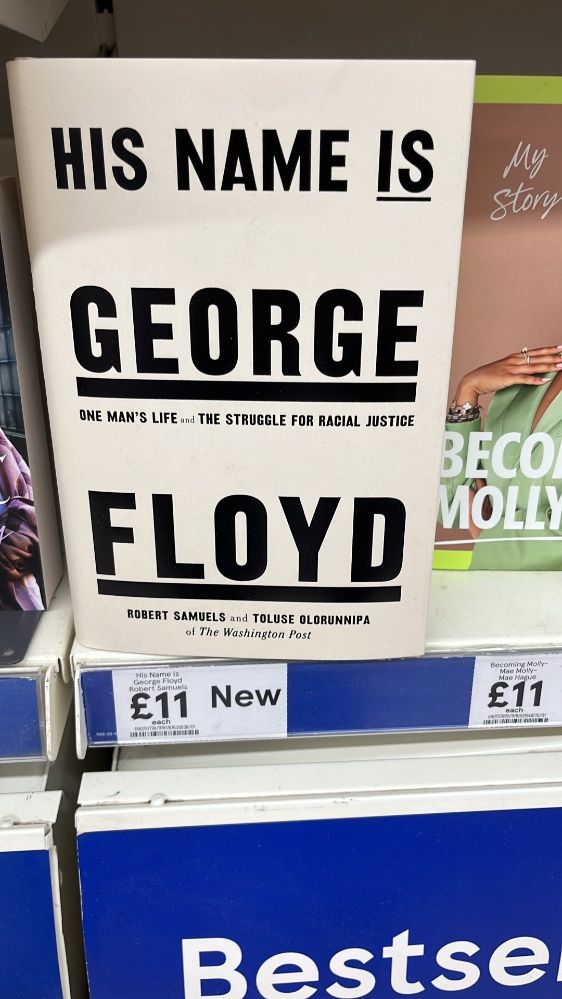 HIS NAME IS
GEORGE
ONE MAN'S LIFE and THE STRUGGLE FOR RACIAL JUSTICE
FLOYD
ROBERT SAMUELS and TOLUSE OLORUNNIPA
of The Washington Post
My
Story
BECO
MOLLY
His Name is
George Floyd
Robert Samuels
£11
each
New
Becoming Molly-
Mae Molly-
Mae Hague
£11
each
Bestse